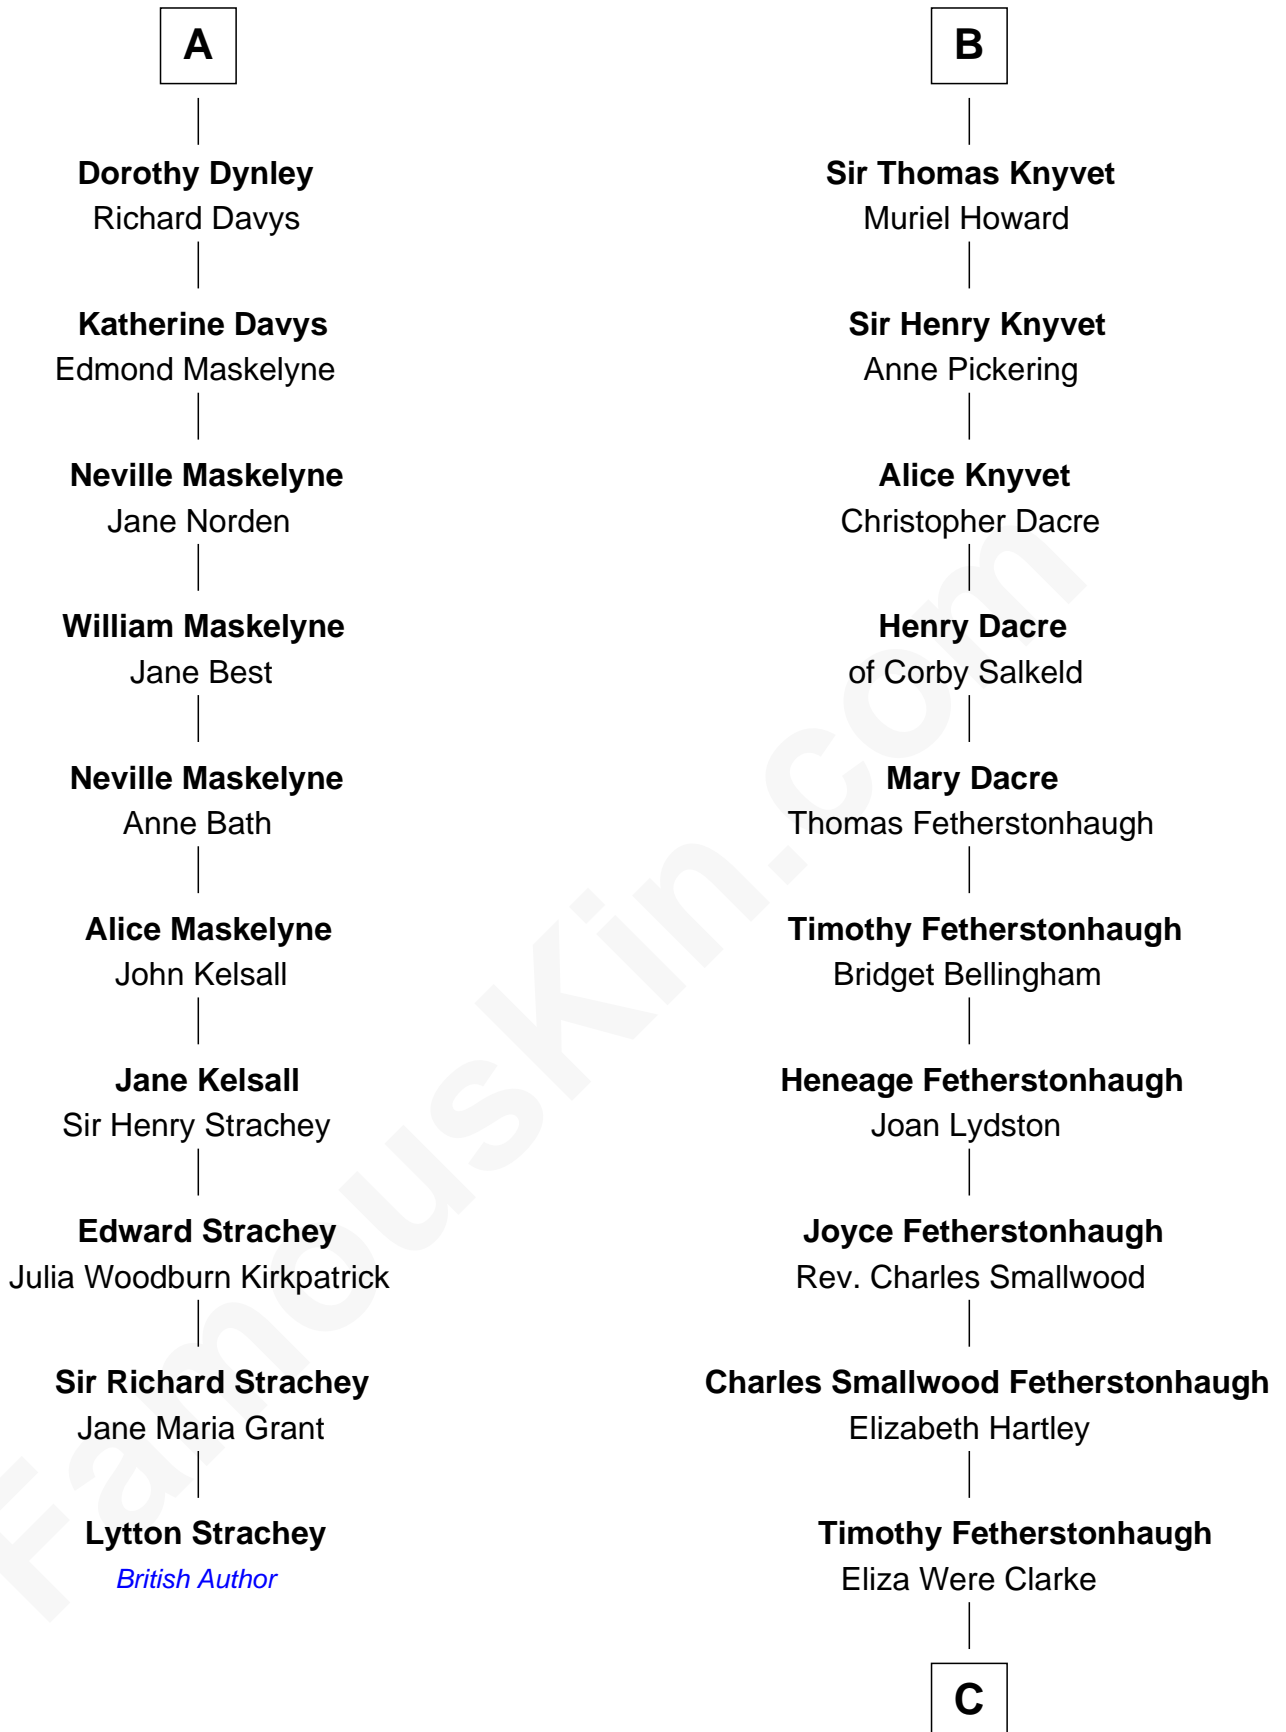 A
Dorothy Dynley
Richard Davys
Katherine Davys
Edmond Maskelyne
Neville Maskelyne
Jane Norden
William Maskelyne
Jane Best
Neville Maskelyne
Anne Bath
Alice Maskelyne
John Kelsall
Jane Kelsall
Sir Henry Strachey
Edward Strachey
Julia Woodburn Kirkpatrick
Sir Richard Strachey
Jane Maria Grant
Lytton Strachey
British Author
B
Sir Thomas Knyvet
Muriel Howard
Sir Henry Knyvet
Anne Pickering
Alice Knyvet
Christopher Dacre
Henry Dacre
of Corby Salkeld
Mary Dacre
Thomas Fetherstonhaugh
Timothy Fetherstonhaugh
Bridget Bellingham
Heneage Fetherstonhaugh
Joan Lydston
Joyce Fetherstonhaugh
Rev. Charles Smallwood
Charles Smallwood Fetherstonhaugh
Elizabeth Hartley
Timothy Fetherstonhaugh
Eliza Were Clarke
C
FamousKin.com